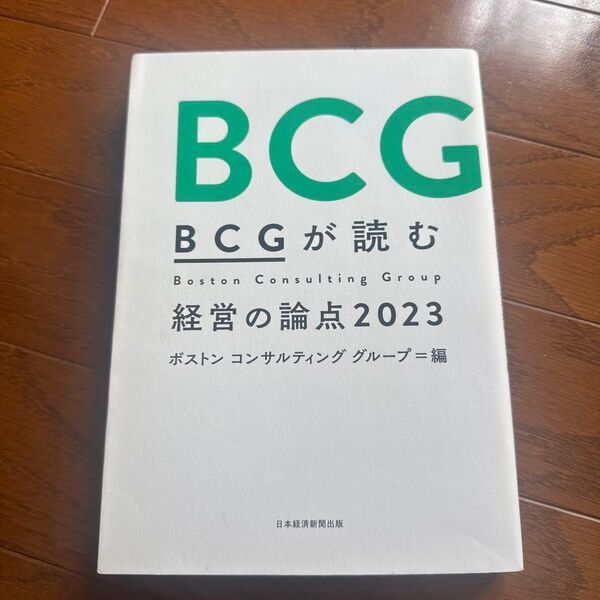 BCG
BCGが読む
Boston Consulting Group
経営の論点2023
ボストン コンサルティング グループ=編
日本経済新聞出版